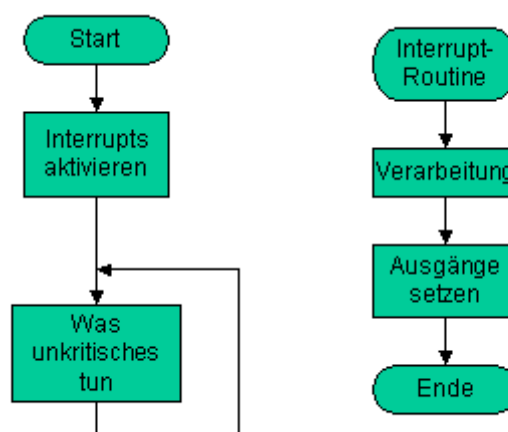 Start
Interrupts
aktivieren
Was
unkritisches
tun
Interrupt-
Routine
Verarbeitung
Ausgänge
setzen
Ende